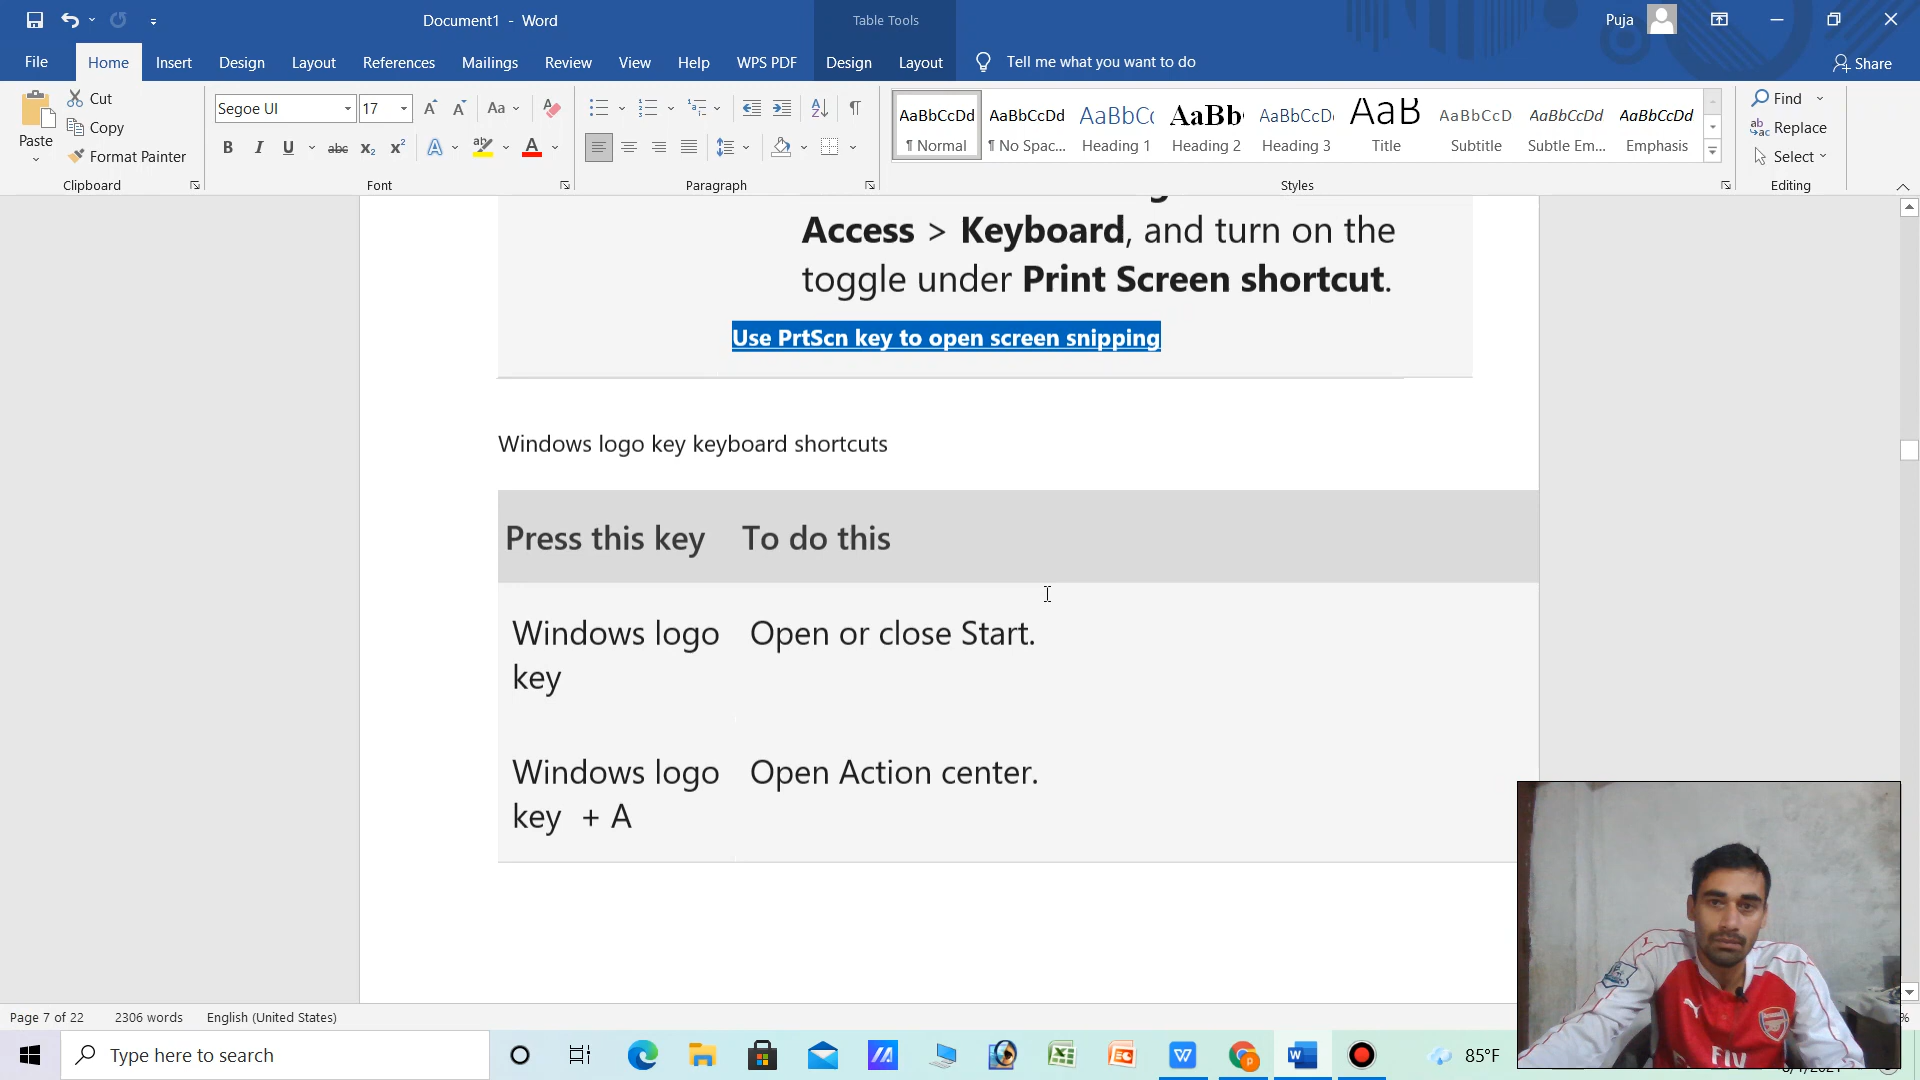 Document1 - Word
Table Tools
Puja
File Home Insert Design Layout References Mailings Review View Help WPS PDF Design Layout Tell me what you want to do Share
Paste
Cut
Copy
Format Painter
Clipboard
Segoe UI 17
Font
Paragraph
AaBbCcDd AaBbCcDd AaBbCc AaBb AaBbCcD AaB AaBbCcD AaBbCcDd AaBbCcDd
¶ Normal ¶ No Spac... Heading 1 Heading 2 Heading 3 Title Subtitle Subtle Em... Emphasis
Styles
Find
Replace
Select
Editing
Access > Keyboard, and turn on the
toggle under Print Screen shortcut.
Use PrtScn key to open screen snipping
Windows logo key keyboard shortcuts
Press this key To do this
Windows logo Open or close Start.
key
Windows logo Open Action center.
key + A
FLY
Page 7 of 22 2306 words English (United States)
Type here to search
85°F